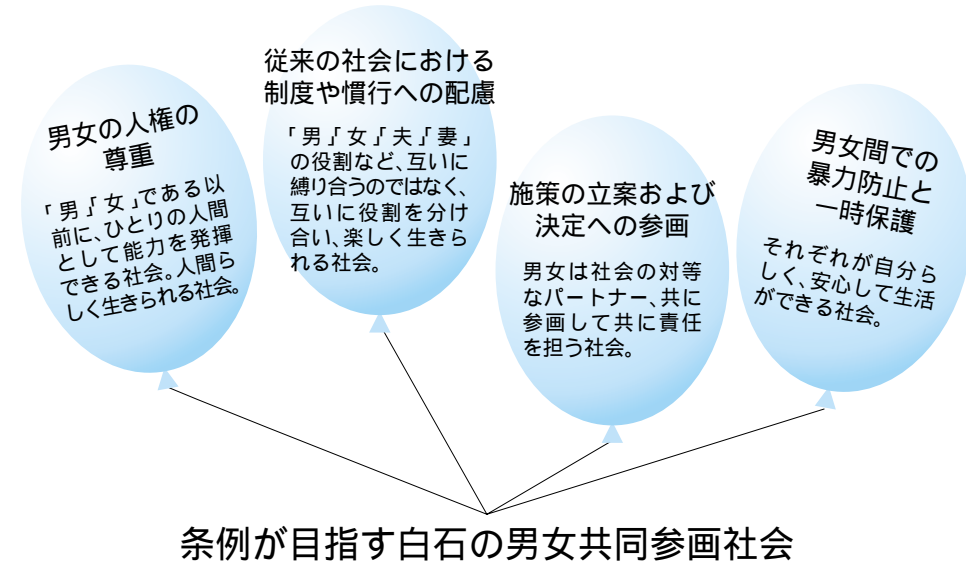 男女の人権の
尊重
「男」「女」である以
前に、ひとりの人間
として能力を発揮
できる社会。人間ら
しく生きられる社会。
従来の社会における
制度や慣行への配慮
「男」「女」「夫」「妻」
の役割など、互いに
縛り合うのではなく、
互いに役割を分け
合い、楽しく生きら
れる社会。
施策の立案および
決定への参画
男女は社会の対等
なパートナー、共に
参画して共に責任
を担う社会。
男女間での
暴力防止と
一時保護
それぞれが自分ら
しく、安心して生活
ができる社会。
条例が目指す白石の男女共同参画社会